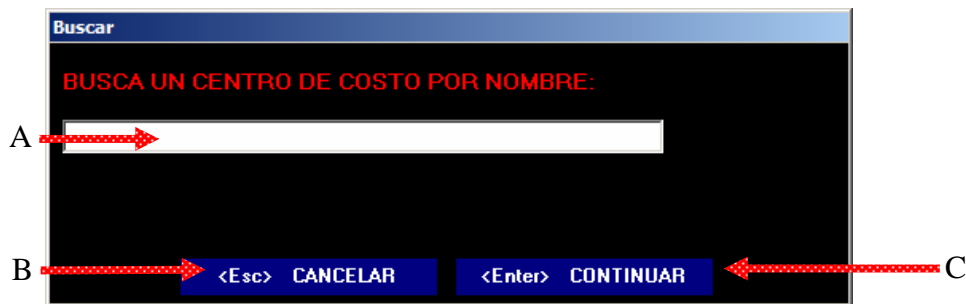 Buscar
BUSCA UN CENTRO DE COSTO POR NOMBRE:
A
B <Esc> CANCELAR <Enter> CONTINUAR C